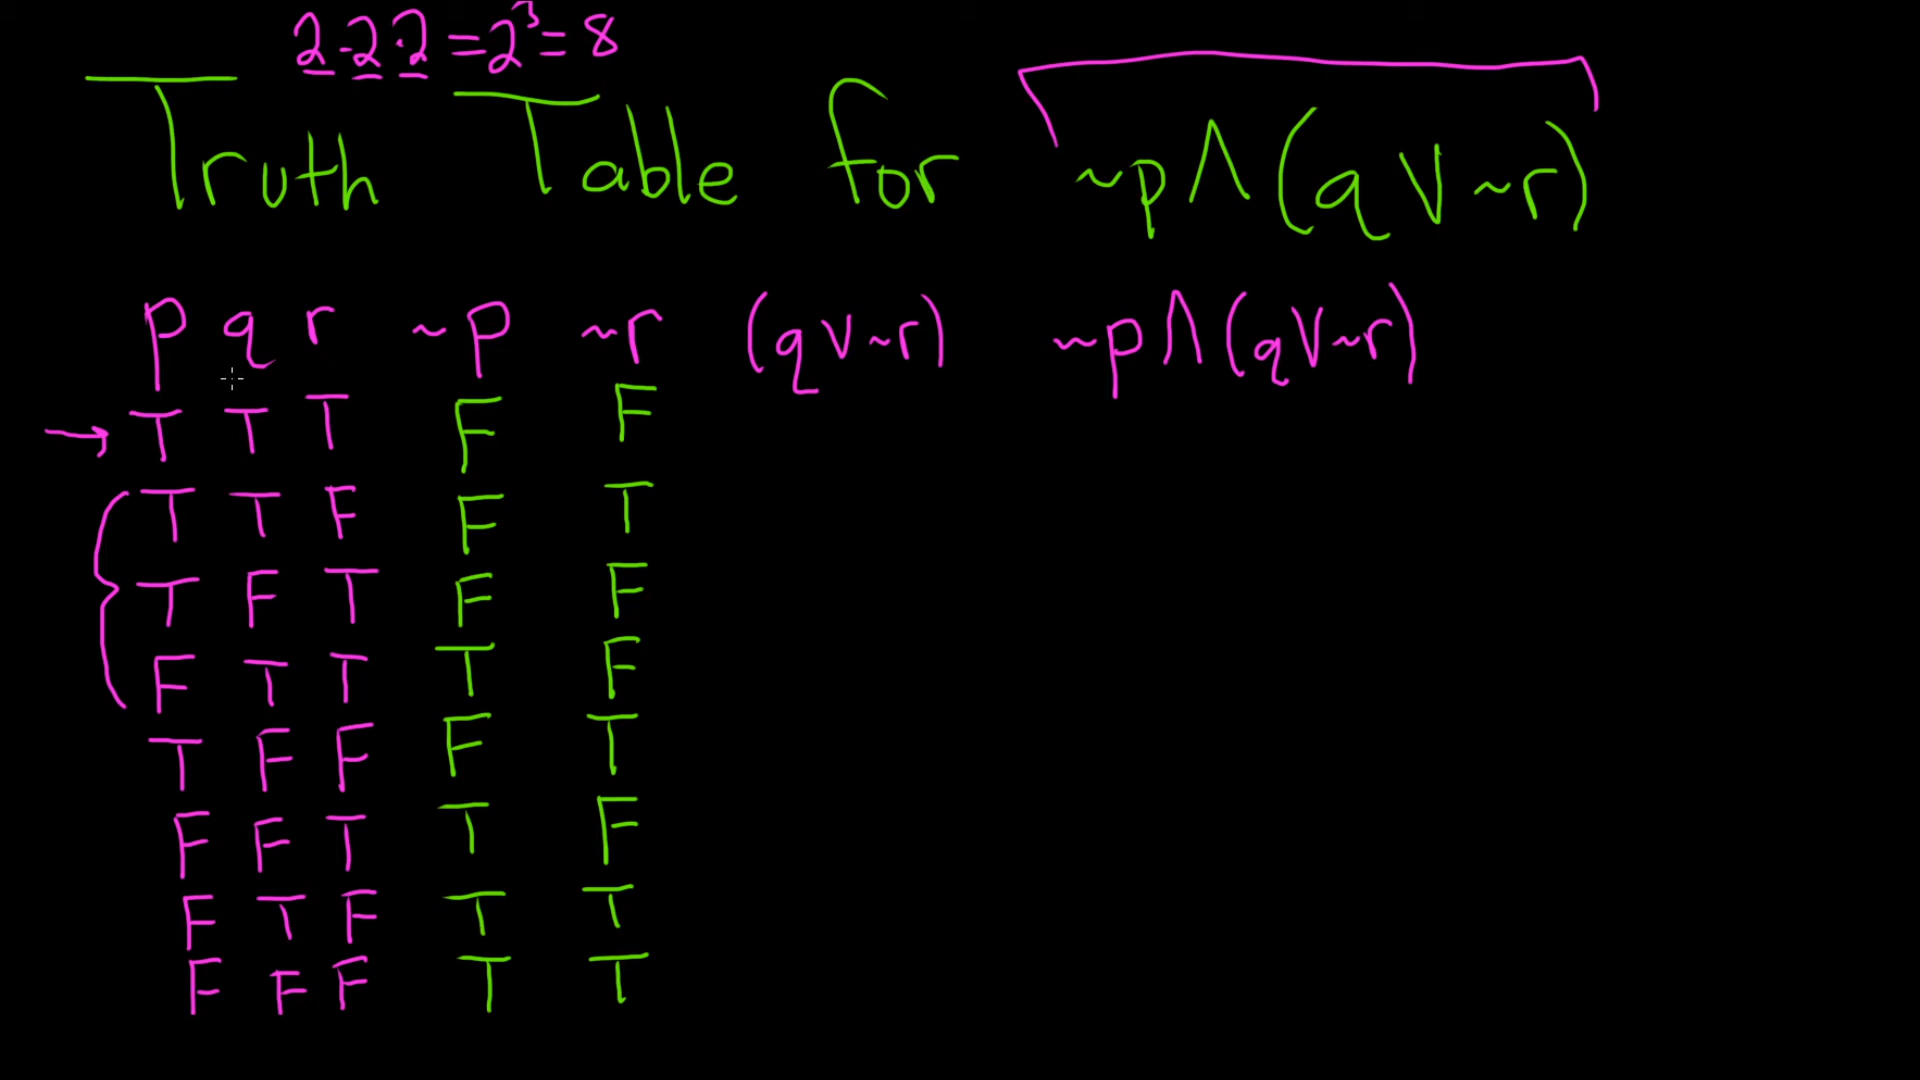 2·2·2=2³=8
Truth Table for ~p∧(q∨~r)
p q r ~p ~r (q∨~r) ~p∧(q∨~r)
→ T T T F F
T T F F T
T F T F F
F T T T F
T F F F T
F F T T F
F T F T T
F F F T T